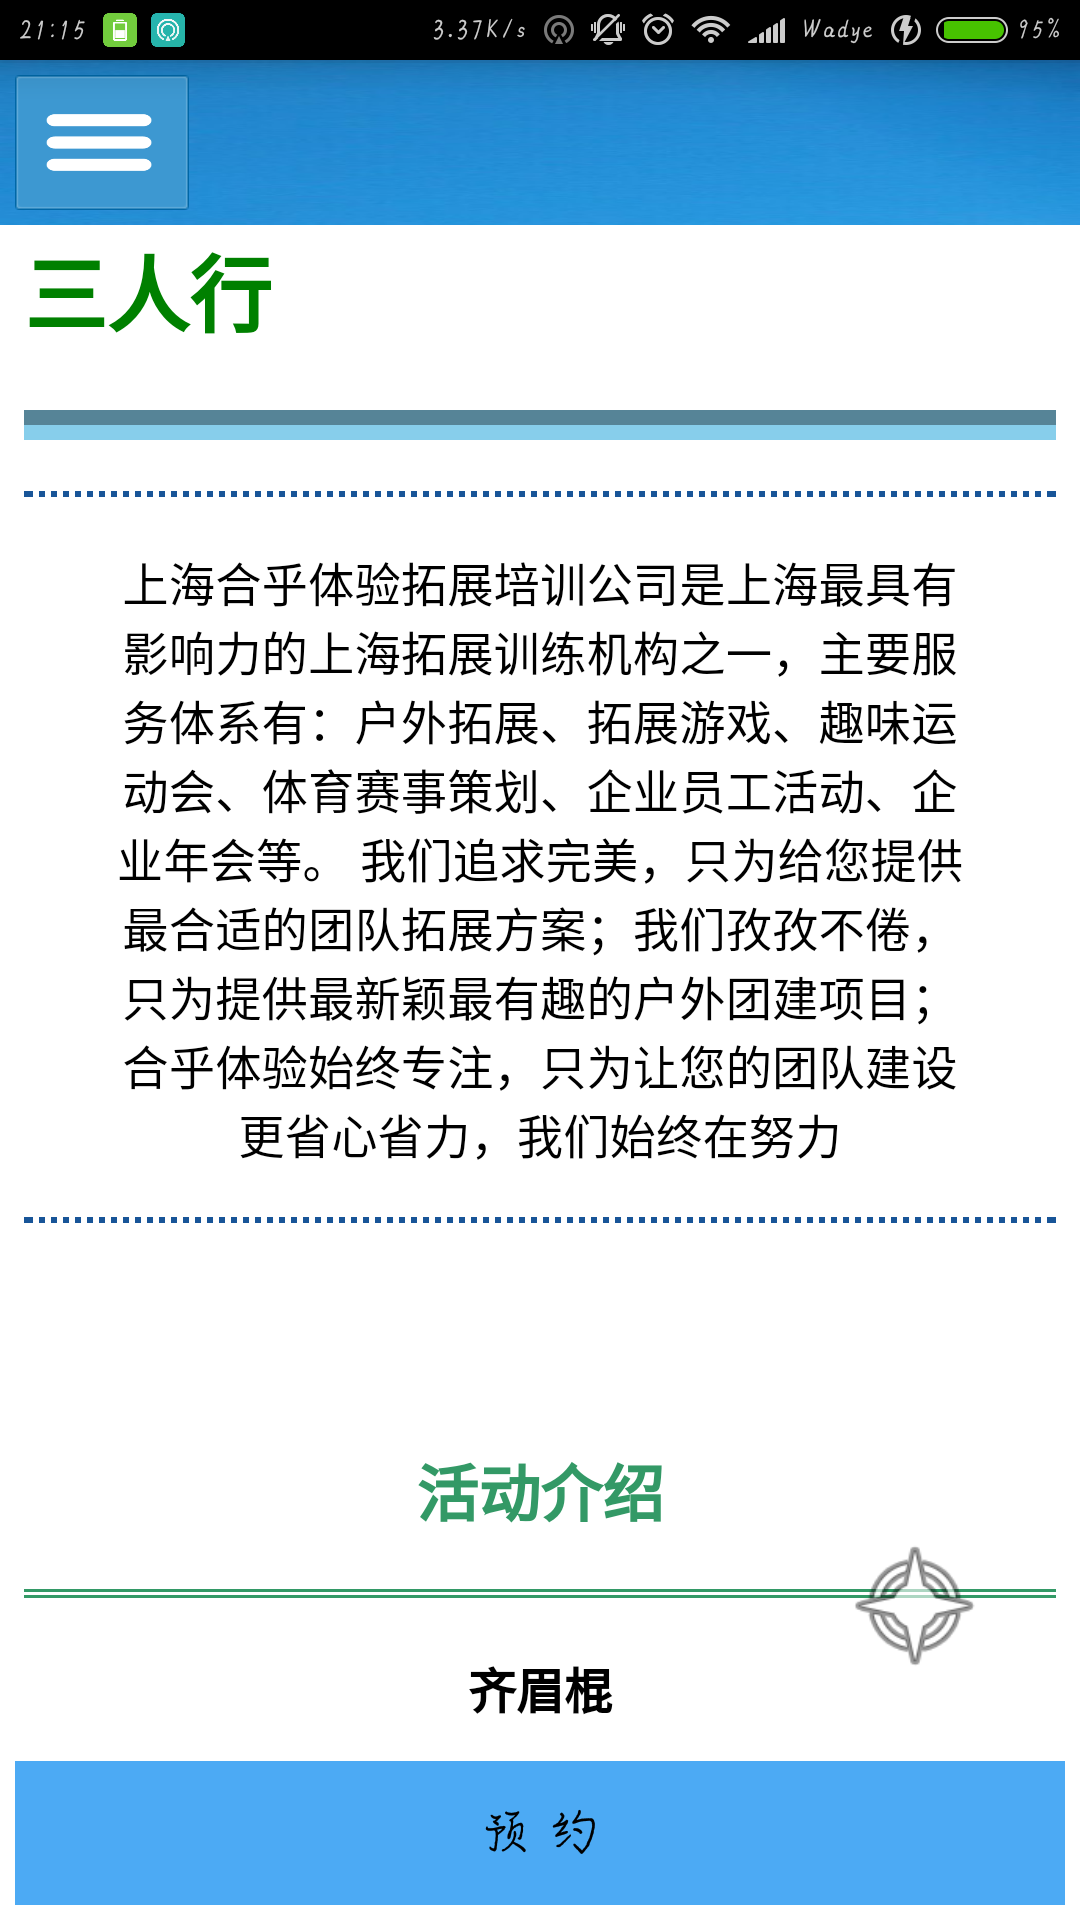 21:15 3.37K/s Wadye 95%
三人行
上海合乎体验拓展培训公司是上海最具有
影响力的上海拓展训练机构之一，主要服
务体系有：户外拓展、拓展游戏、趣味运
动会、体育赛事策划、企业员工活动、企
业年会等。 我们追求完美，只为给您提供
最合适的团队拓展方案；我们孜孜不倦，
只为提供最新颖最有趣的户外团建项目；
合乎体验始终专注，只为让您的团队建设
更省心省力，我们始终在努力
活动介绍
齐眉棍
预 约